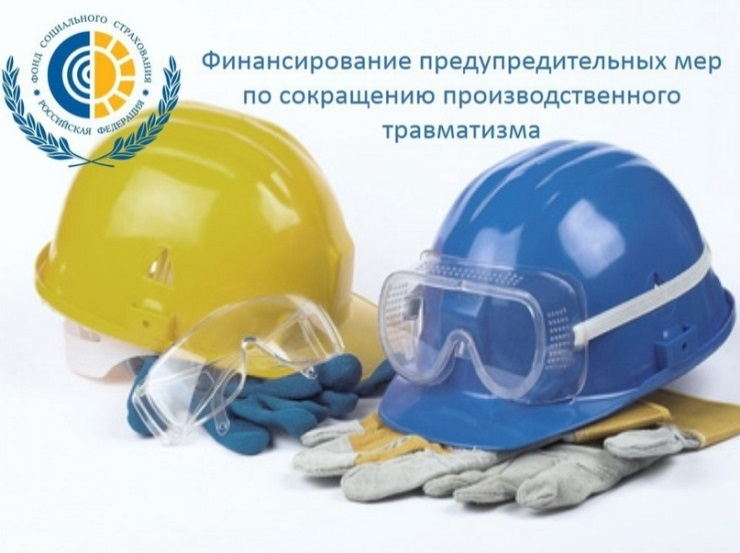 ФОНД СОЦИАЛЬНОГО СТРАХОВАНИЯ
РОССИЙСКАЯ ФЕДЕРАЦИЯ
Финансирование предупредительных мер
по сокращению производственного
травматизма